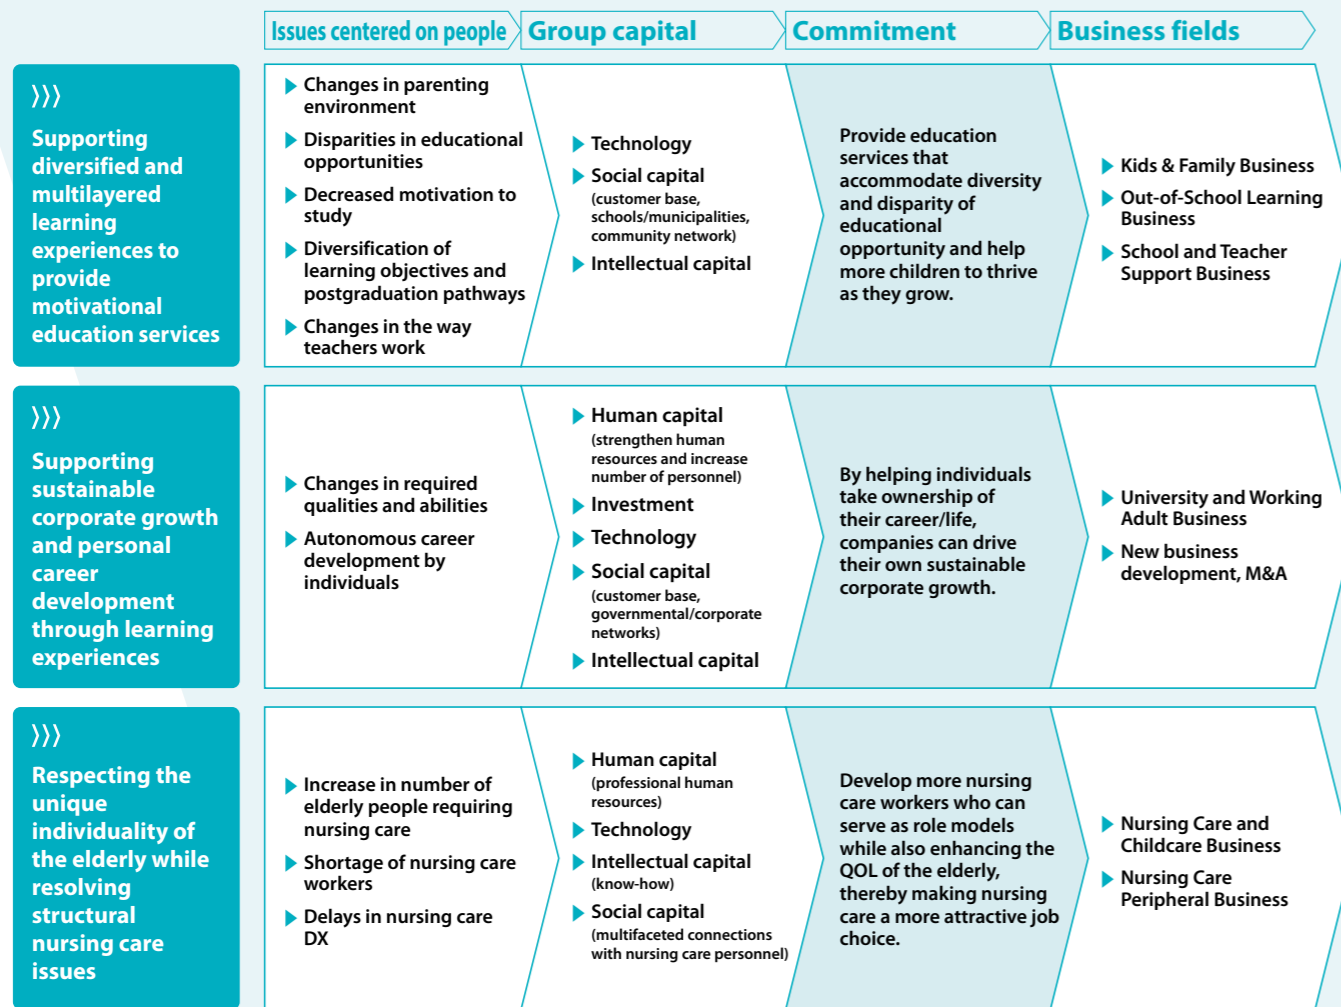 Issues centered on people
Group capital
Commitment
Business fields
Supporting
diversified and
multilayered
learning
experiences to
provide
motivational
education services
Changes in parenting
environment
Disparities in educational
opportunities
Decreased motivation to
study
Diversification of
learning objectives and
postgraduation pathways
Changes in the way
teachers work
Technology
Social capital
(customer base,
schools/municipalities,
community network)
Intellectual capital
Provide education
services that
accommodate diversity
and disparity of
educational
opportunity and help
more children to thrive
as they grow.
Kids & Family Business
Out-of-School Learning
Business
School and Teacher
Support Business
Supporting
sustainable
corporate growth
and personal
career
development
through learning
experiences
Changes in required
qualities and abilities
Autonomous career
development by
individuals
Human capital
(strengthen human
resources and increase
number of personnel)
Investment
Technology
Social capital
(customer base,
governmental/corporate
networks)
Intellectual capital
By helping individuals
take ownership of
their career/life,
companies can drive
their own sustainable
corporate growth.
University and Working
Adult Business
New business
development, M&A
Respecting the
unique
individuality of
the elderly while
resolving
structural
nursing care
issues
Increase in number of
elderly people requiring
nursing care
Shortage of nursing care
workers
Delays in nursing care
DX
Human capital
(professional human
resources)
Technology
Intellectual capital
(know-how)
Social capital
(multifaceted connections
with nursing care personnel)
Develop more nursing
care workers who can
serve as role models
while also enhancing the
QOL of the elderly,
thereby making nursing
care a more attractive job
choice.
Nursing Care and
Childcare Business
Nursing Care
Peripheral Business